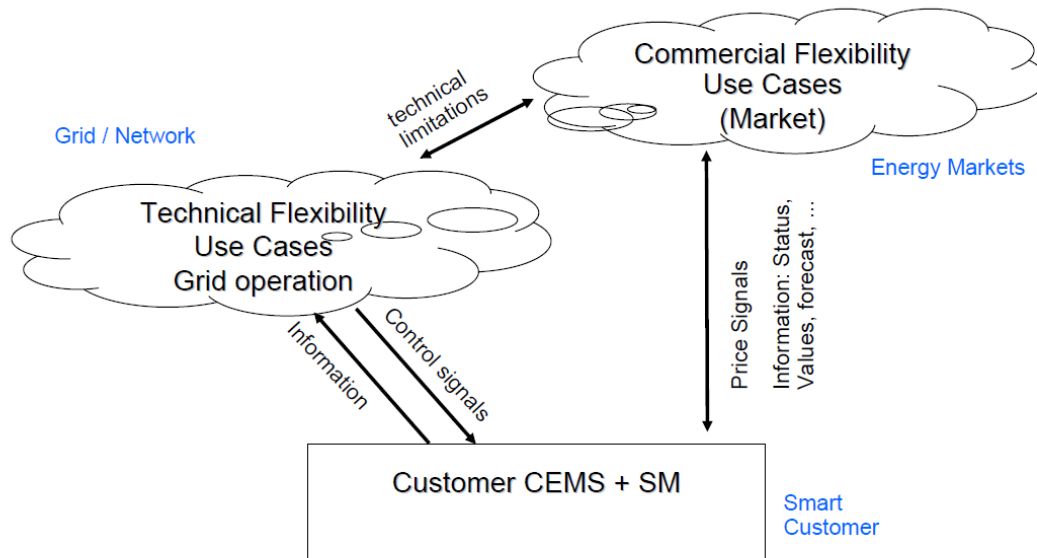 Commercial Flexibility
Use Cases
(Market)
technical
limitations
Grid / Network
Energy Markets
Technical Flexibility
Use Cases
Grid operation
Information
Control signals
Price Signals
Information: Status,
Values, forecast, ...
Customer CEMS + SM
Smart
Customer